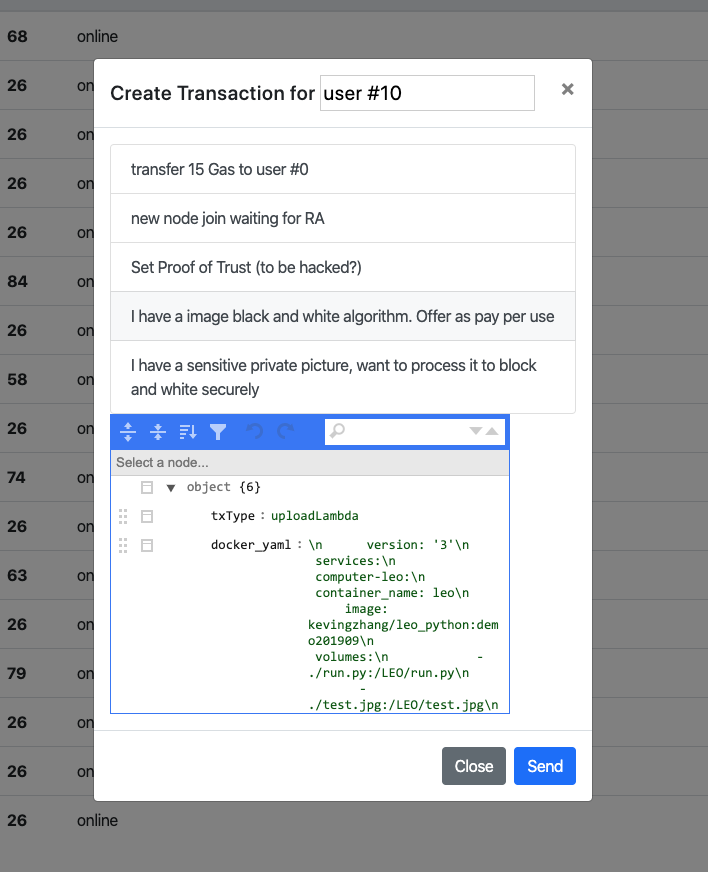 68 online
Create Transaction for user #10 ×
26 on
26 on
26 on
26 on
84 on
26 on
58 on
26 on
74 on
26 on
63 on
26 on
79 on
26 on
26 on
transfer 15 Gas to user #0
new node join waiting for RA
Set Proof of Trust (to be hacked?)
I have a image black and white algorithm. Offer as pay per use
I have a sensitive private picture, want to process it to block
and white securely
Select a node...
object {6}
txType : uploadLambda
docker_yaml : \n version: '3'\n
services:\n
computer-leo:\n
container_name: leo\n
image:
kevingzhang/leo_python:dem
o201909\n
volumes:\n -
./run.py:/LEO/run.py\n
-
./test.jpg:/LEO/test.jpg\n
Close Send
26 online